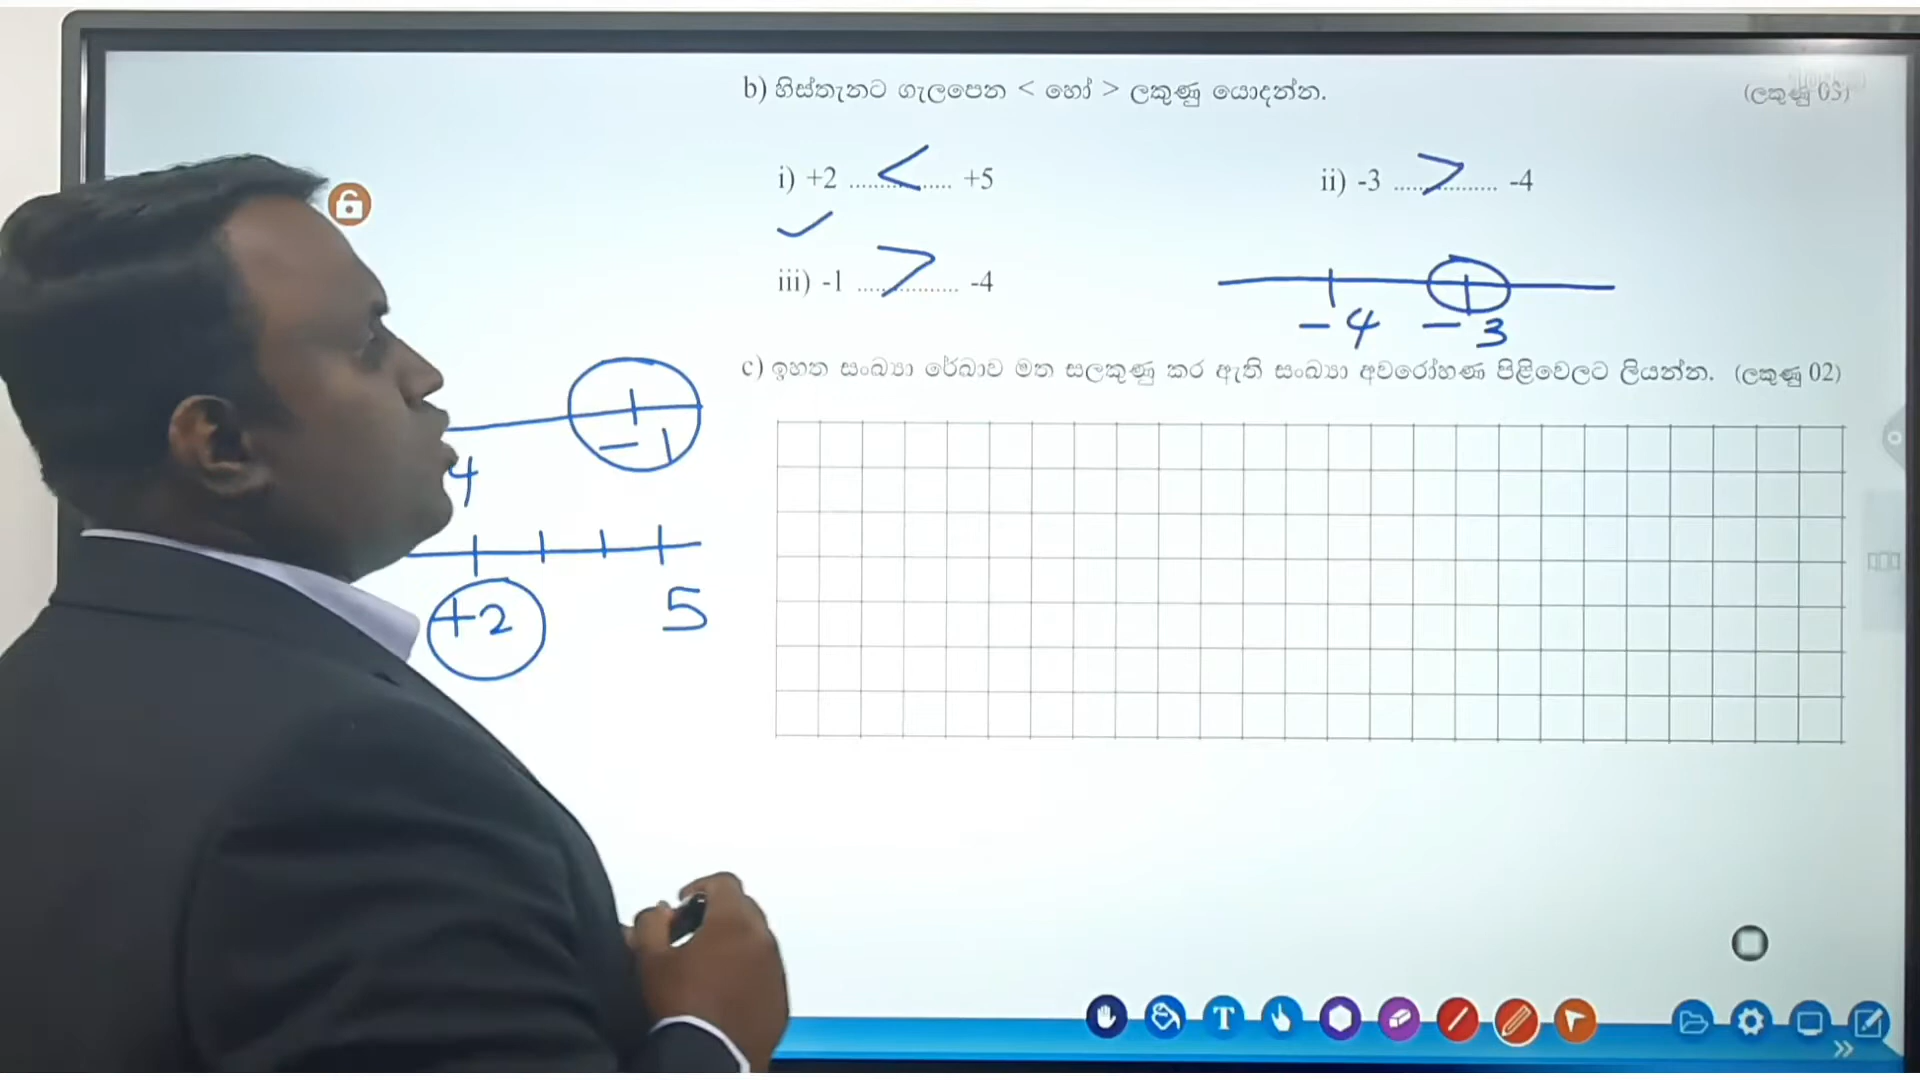 b) හිස්තැනට ගැලපෙන < හෝ > ලකුණු යොදන්න. (ලකුණු 03)
i) +2 ......<...... +5
ii) -3 ......>...... -4
iii) -1 ......>...... -4
-4 -3
c) ඉහත සංඛ්‍යා රේඛාව මත සලකුණු කර ඇති සංඛ්‍යා අවරෝහණ පිළිවෙලට ලියන්න. (ලකුණු 02)
4 -1
+2 5
T